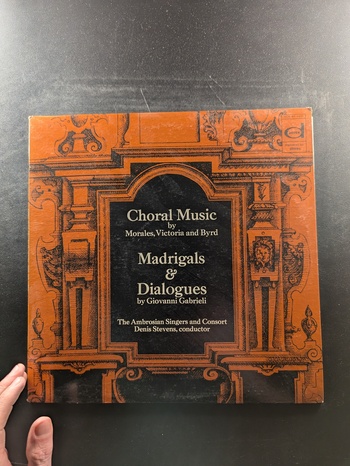 Choral Music
by
Morales, Victoria and Byrd
Madrigals
&
Dialogues
by Giovanni Gabrieli
The Ambrosian Singers and Consort
Denis Stevens, conductor